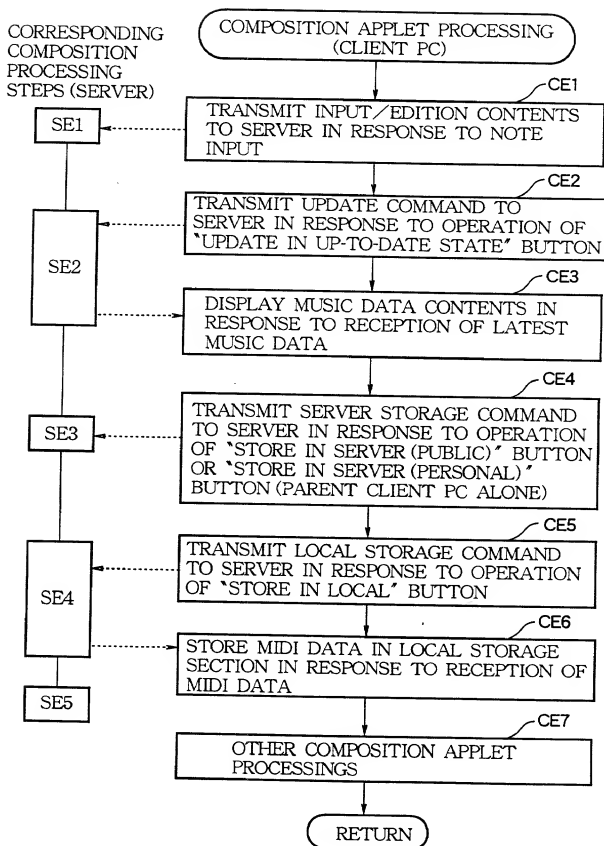 CORRESPONDING
COMPOSITION
PROCESSING
STEPS (SERVER)
COMPOSITION APPLET PROCESSING
(CLIENT PC)
CE1
SE1
TRANSMIT INPUT/EDITION CONTENTS
TO SERVER IN RESPONSE TO NOTE
INPUT
CE2
SE2
TRANSMIT UPDATE COMMAND TO
SERVER IN RESPONSE TO OPERATION OF
"UPDATE IN UP-TO-DATE STATE" BUTTON
CE3
DISPLAY MUSIC DATA CONTENTS IN
RESPONSE TO RECEPTION OF LATEST
MUSIC DATA
CE4
SE3
TRANSMIT SERVER STORAGE COMMAND
TO SERVER IN RESPONSE TO OPERATION
OF "STORE IN SERVER (PUBLIC)" BUTTON
OR "STORE IN SERVER (PERSONAL)"
BUTTON (PARENT CLIENT PC ALONE)
CE5
SE4
TRANSMIT LOCAL STORAGE COMMAND
TO SERVER IN RESPONSE TO OPERATION
OF "STORE IN LOCAL" BUTTON
CE6
STORE MIDI DATA IN LOCAL STORAGE
SECTION IN RESPONSE TO RECEPTION OF
MIDI DATA
SE5
CE7
OTHER COMPOSITION APPLET
PROCESSINGS
RETURN